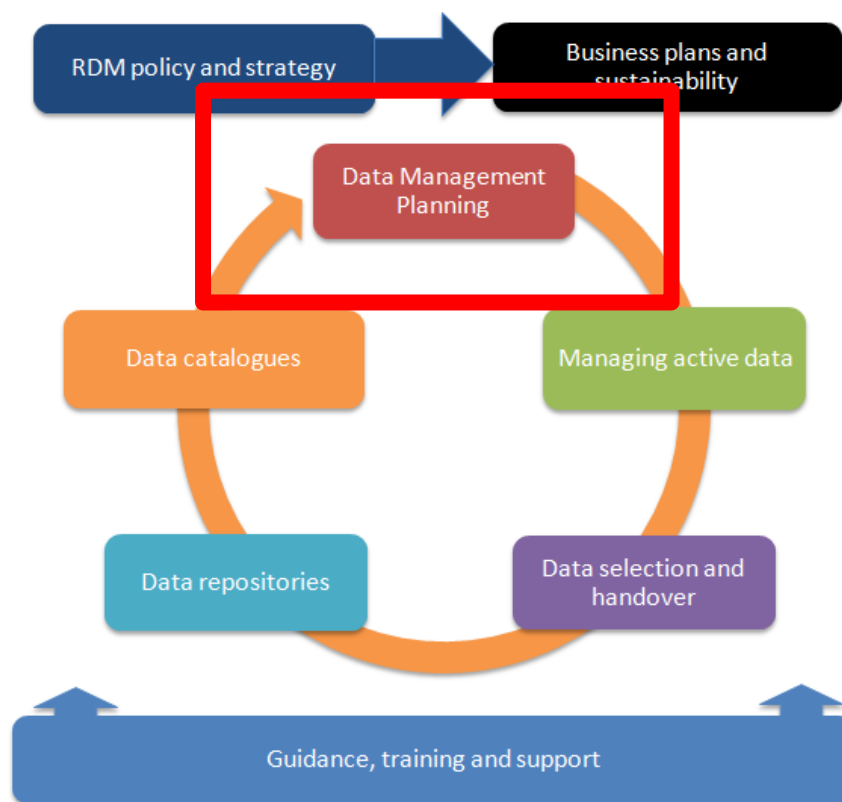 RDM policy and strategy
Business plans and
sustainability
Data Management
Planning
Data catalogues
Managing active data
Data repositories
Data selection and
handover
Guidance, training and support